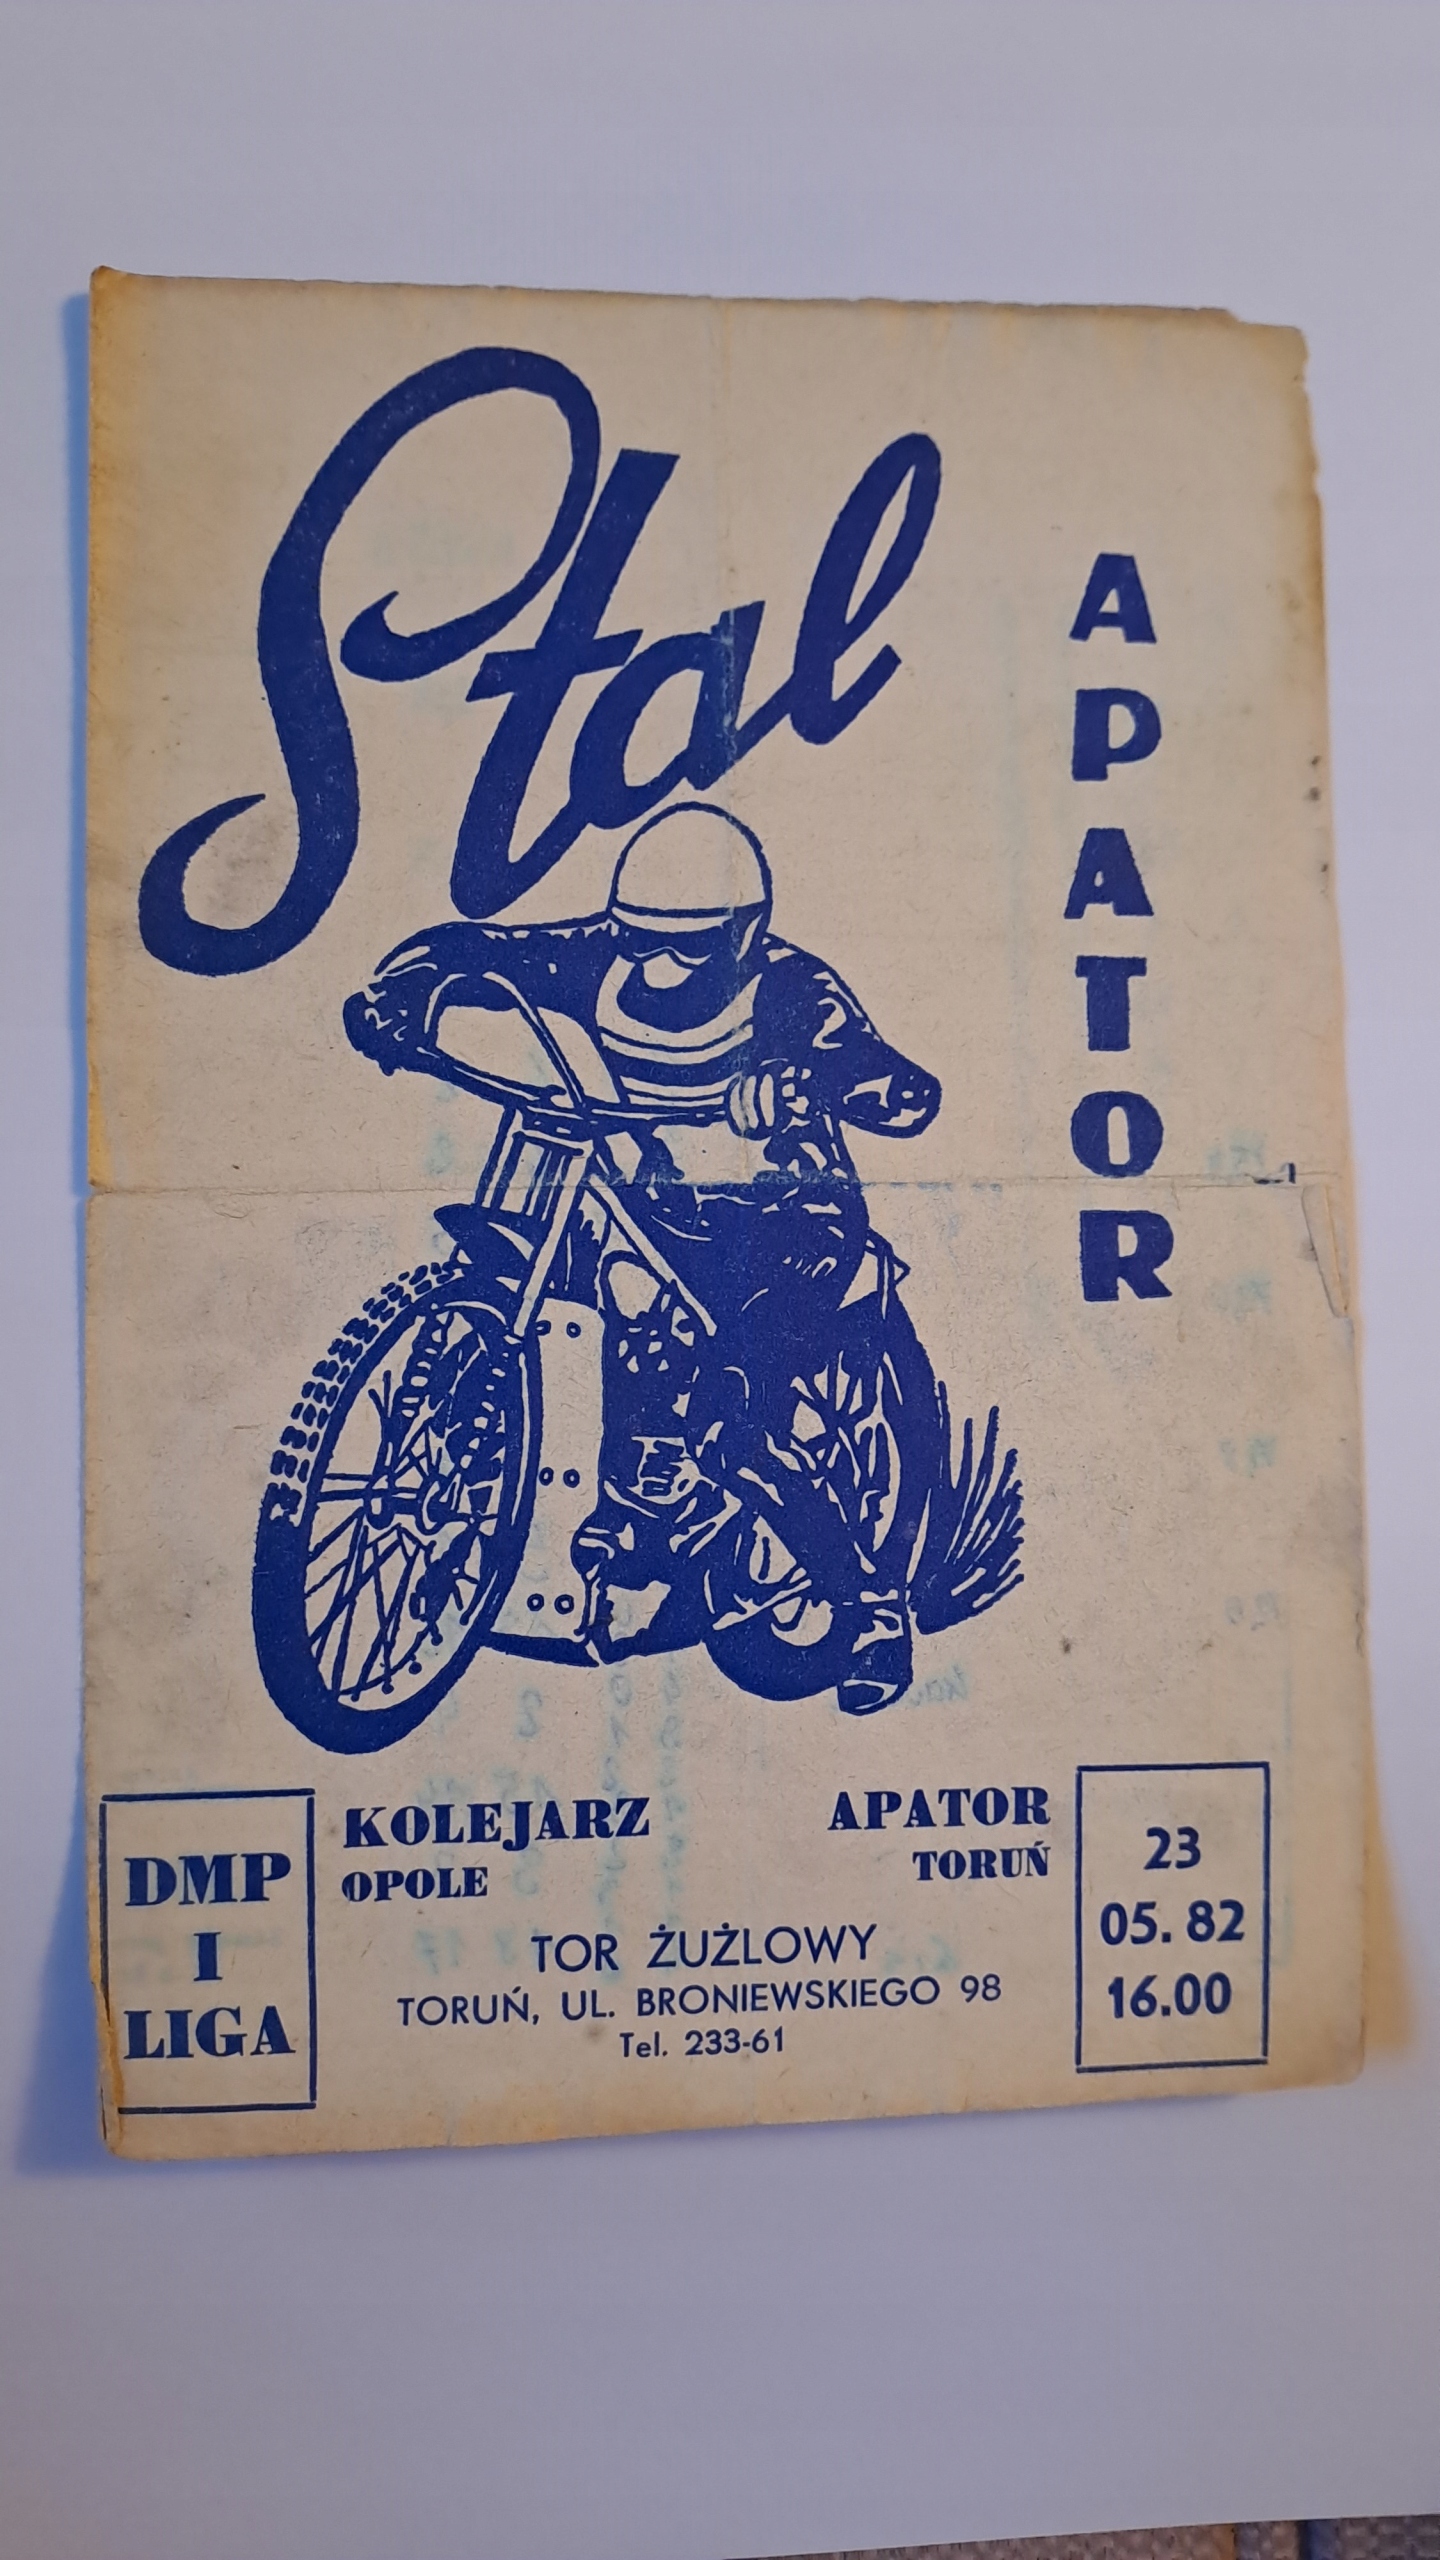 Stal
APATOR
DMP
I
LIGA
KOLEJARZ
OPOLE
APATOR
TORUŃ
TOR ŻUŻLOWY
TORUŃ, UL. BRONIEWSKIEGO 98
Tel. 233-61
23
05. 82
16.00